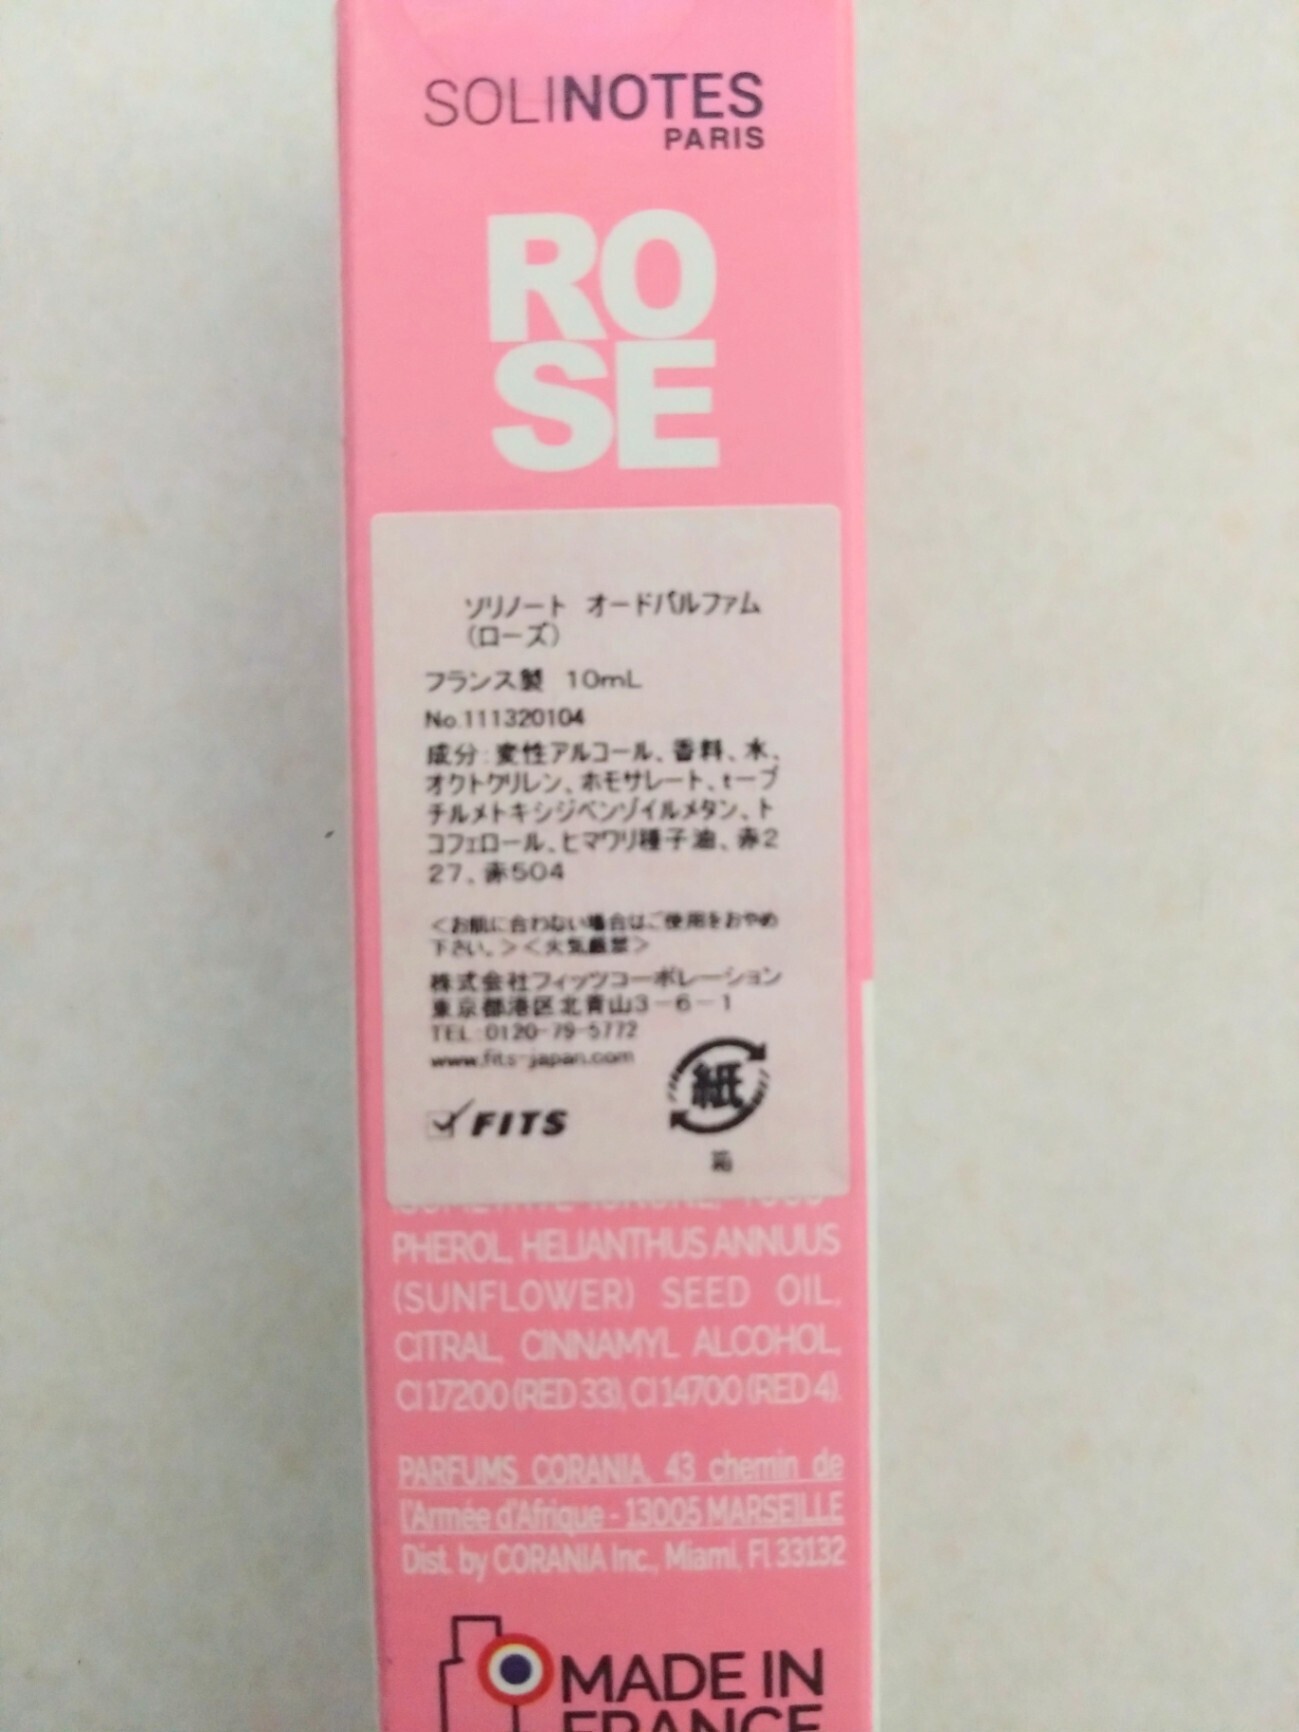 SOLINOTES
PARIS
RO
SE
ソリノート オードパルファム
(ローズ)
フランス製 10mL
No.111320104
成分:変性アルコール、香料、水、
オクトクリレン、ホモサレート、t-ブ
チルメトキシジベンゾイルメタン、ト
コフェロール、ヒマワリ種子油、赤2
27、赤504
<お肌に合わない場合はご使用をおやめ
下さい。><火気厳禁>
株式会社フィッツコーポレーション
東京都港区北青山3-6-1
TEL:0120-79-5772
www.fits-japan.com
FITS
紙
箱
PHEROL, HELIANTHUS ANNUUS
(SUNFLOWER) SEED OIL,
CITRAL, CINNAMYL ALCOHOL,
CI 17200 (RED 33), CI 14700 (RED 4).
PARFUMS CORANIA, 43 chemin de
l'Armée d'Afrique - 13005 MARSEILLE
Dist. by CORANIA Inc., Miami, Fl 33132
MADE IN
FRANCE